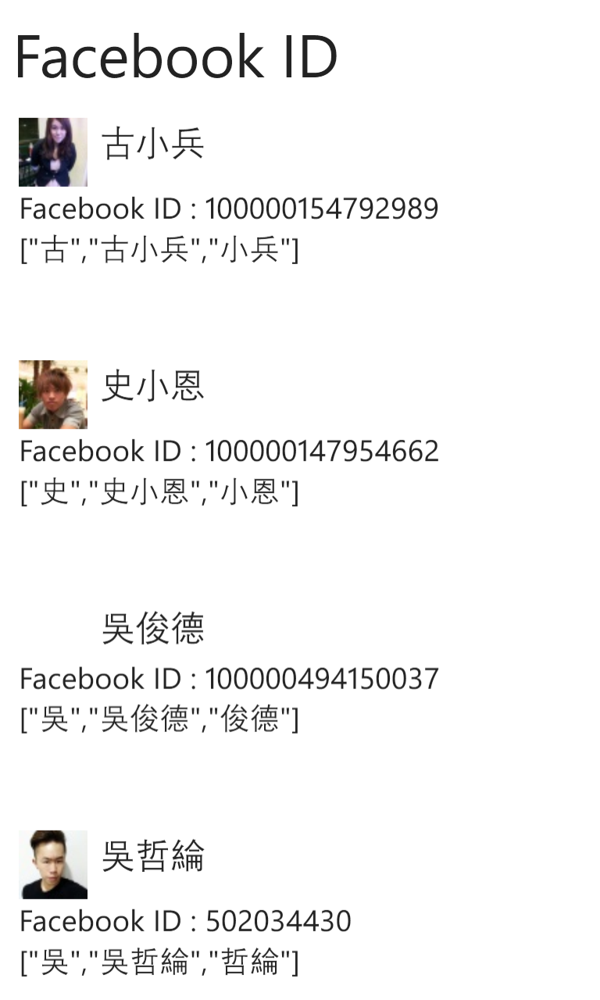 Facebook ID
古小兵
Facebook ID : 100000154792989
["古","古小兵","小兵"]
史小恩
Facebook ID : 100000147954662
["史","史小恩","小恩"]
吳俊德
Facebook ID : 100000494150037
["吳","吳俊德","俊德"]
吳哲綸
Facebook ID : 502034430
["吳","吳哲綸","哲綸"]